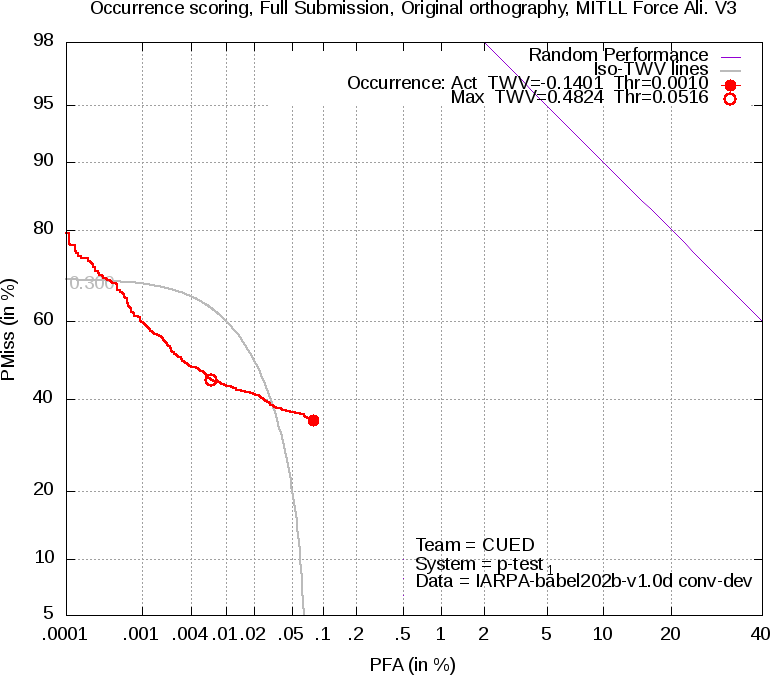 Occurrence scoring, Full Submission, Original orthography, MITLL Force Ali. V3
Random Performance
Iso-TWV lines
Occurrence: Act TWV=-0.1401 Thr=0.0010
Max TWV=0.4824 Thr=0.0516
98
95
90
80
60
40
20
10
5
PMiss (in %)
0.300
Team = CUED
System = p-test 1
Data = IARPA-babel202b-v1.0d conv-dev
.0001 .001 .004 .01 .02 .05 .1 .2 .5 1 2 5 10 20 40
PFA (in %)